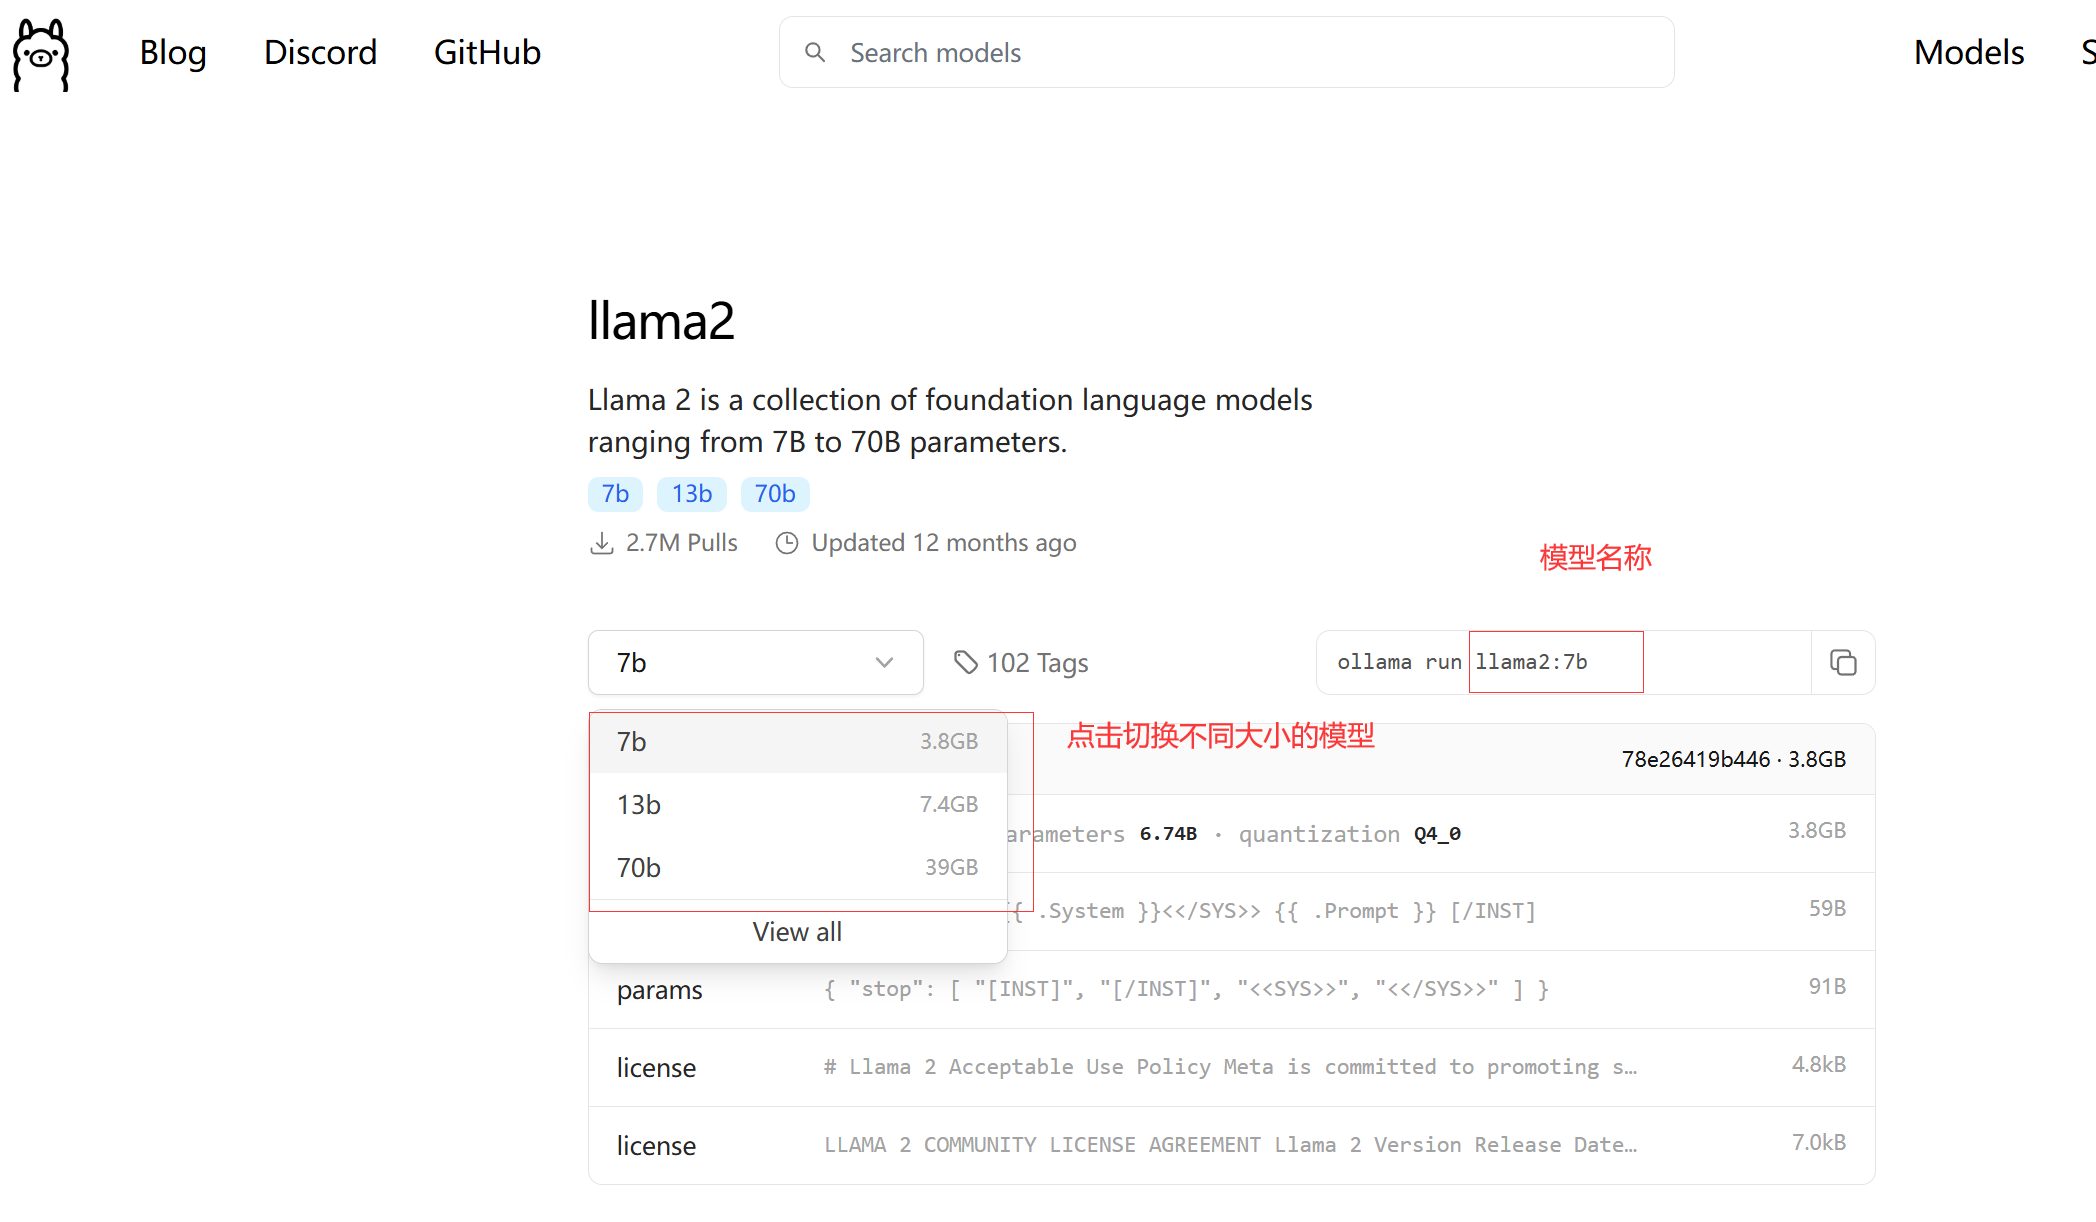 Blog Discord GitHub Search models Models S
llama2
Llama 2 is a collection of foundation language models
ranging from 7B to 70B parameters.
7b 13b 70b
2.7M Pulls Updated 12 months ago
模型名称
7b 102 Tags ollama run llama2:7b
点击切换不同大小的模型
7b 3.8GB
78e26419b446 · 3.8GB
13b 7.4GB
arameters 6.74B · quantization Q4_0 3.8GB
70b 39GB
{{ .System }}<</SYS>> {{ .Prompt }} [/INST] 59B
View all
params { "stop": [ "[INST]", "[/INST]", "<<SYS>>", "<</SYS>>" ] } 91B
license # Llama 2 Acceptable Use Policy Meta is committed to promoting s… 4.8kB
license LLAMA 2 COMMUNITY LICENSE AGREEMENT Llama 2 Version Release Date… 7.0kB